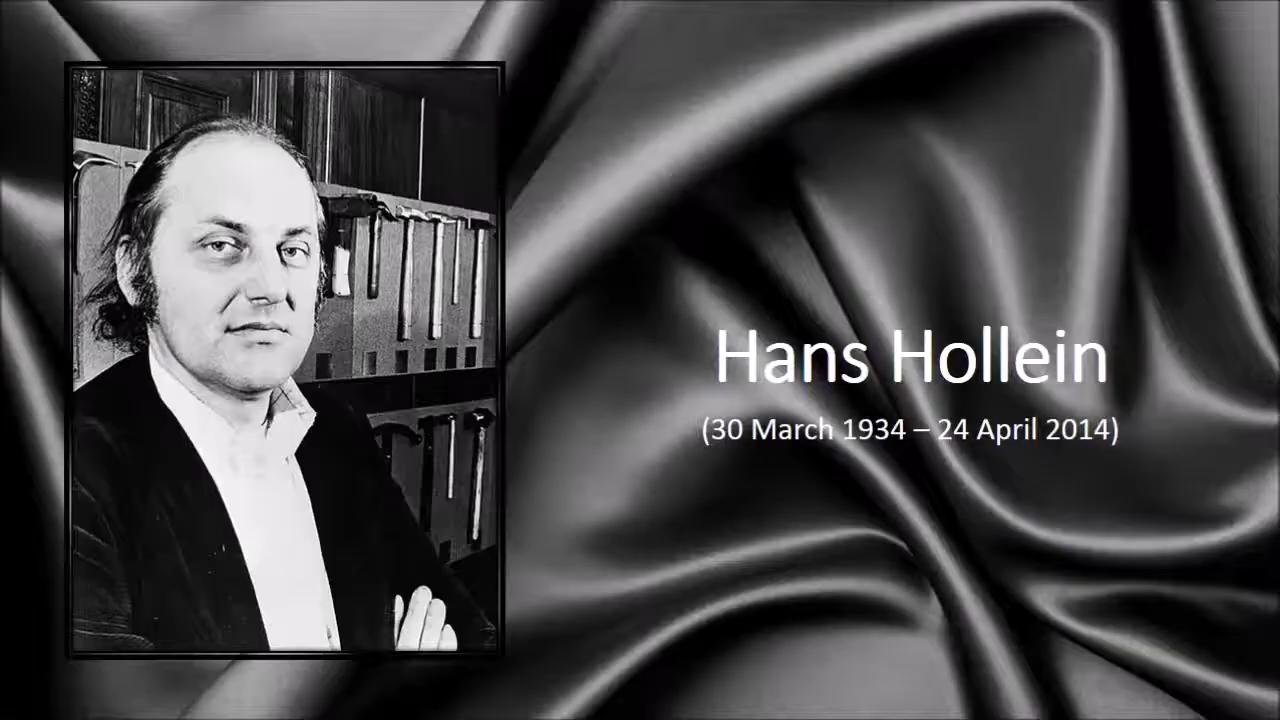 Hans Hollein
(30 March 1934 – 24 April 2014)